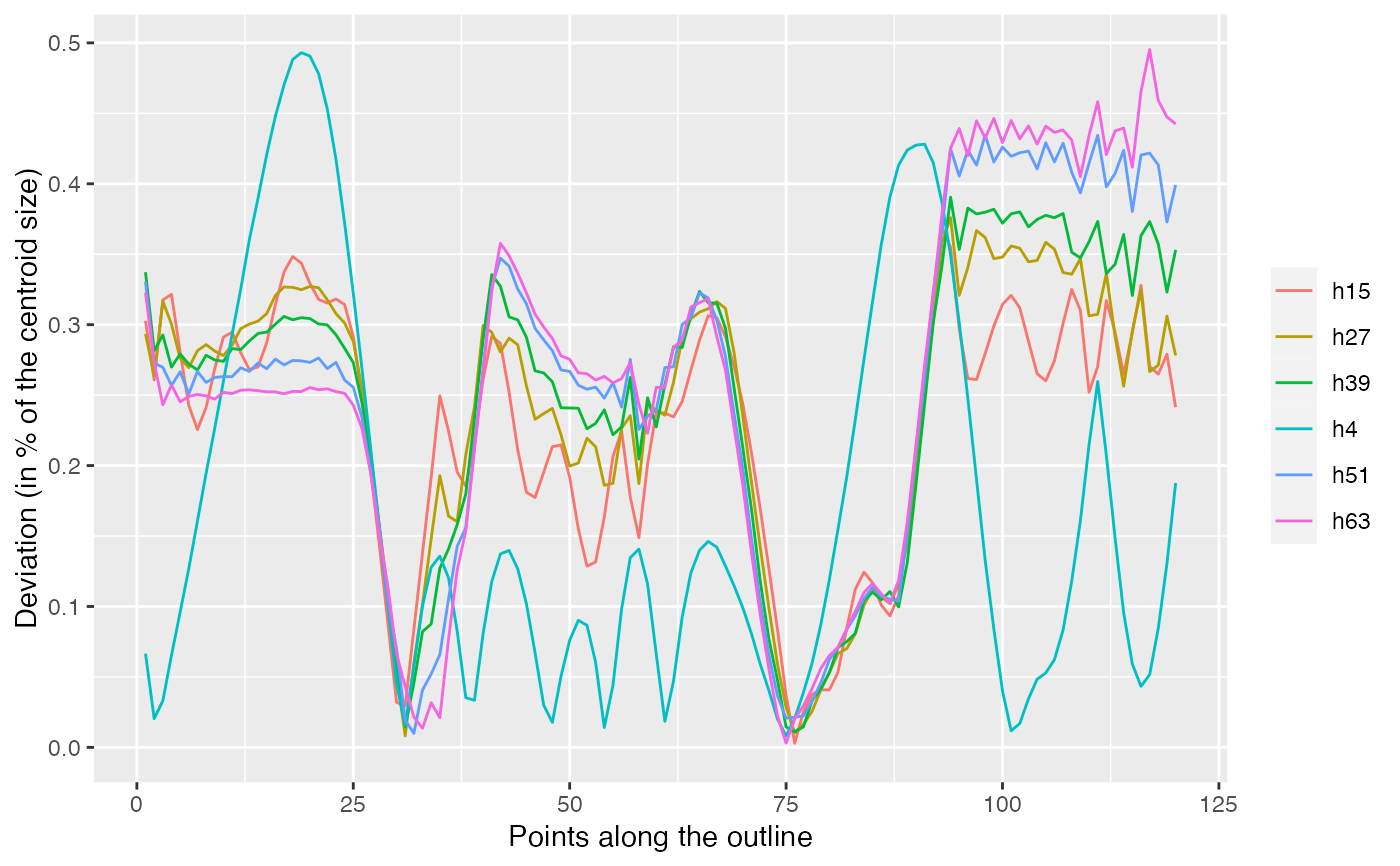 0.5
0.4
0.3
0.2
0.1
0.0
Deviation (in % of the centroid size)
0 25 50 75 100 125
Points along the outline
h15
h27
h39
h4
h51
h63